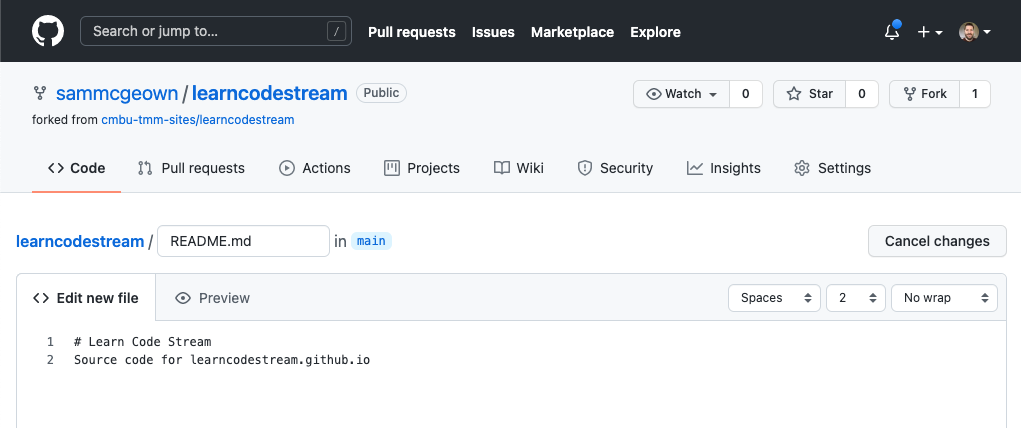 Search or jump to... / Pull requests Issues Marketplace Explore
sammcgeown / learncodestream Public Watch 0 Star 0 Fork 1
forked from cmbu-tmm-sites/learncodestream
Code Pull requests Actions Projects Wiki Security Insights Settings
learncodestream / README.md in main Cancel changes
Edit new file Preview Spaces 2 No wrap
1 # Learn Code Stream
2 Source code for learncodestream.github.io